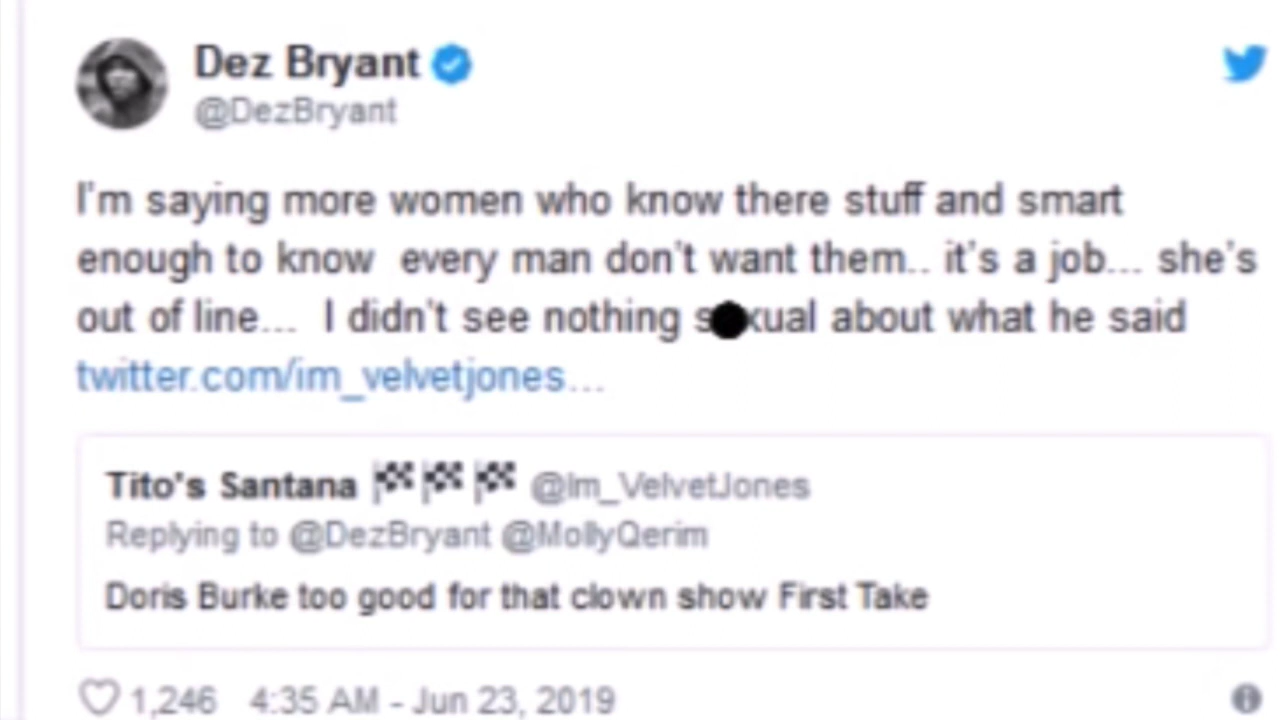 Dez Bryant
@DezBryant
I'm saying more women who know there stuff and smart
enough to know every man don't want them.. it's a job... she's
out of line... I didn't see nothing s xual about what he said
twitter.com/im_velvetjones...
Tito's Santana 🏁🏁🏁 @Im_VelvetJones
Replying to @DezBryant @MollyQerim
Doris Burke too good for that clown show First Take
1,246 4:35 AM - Jun 23, 2019